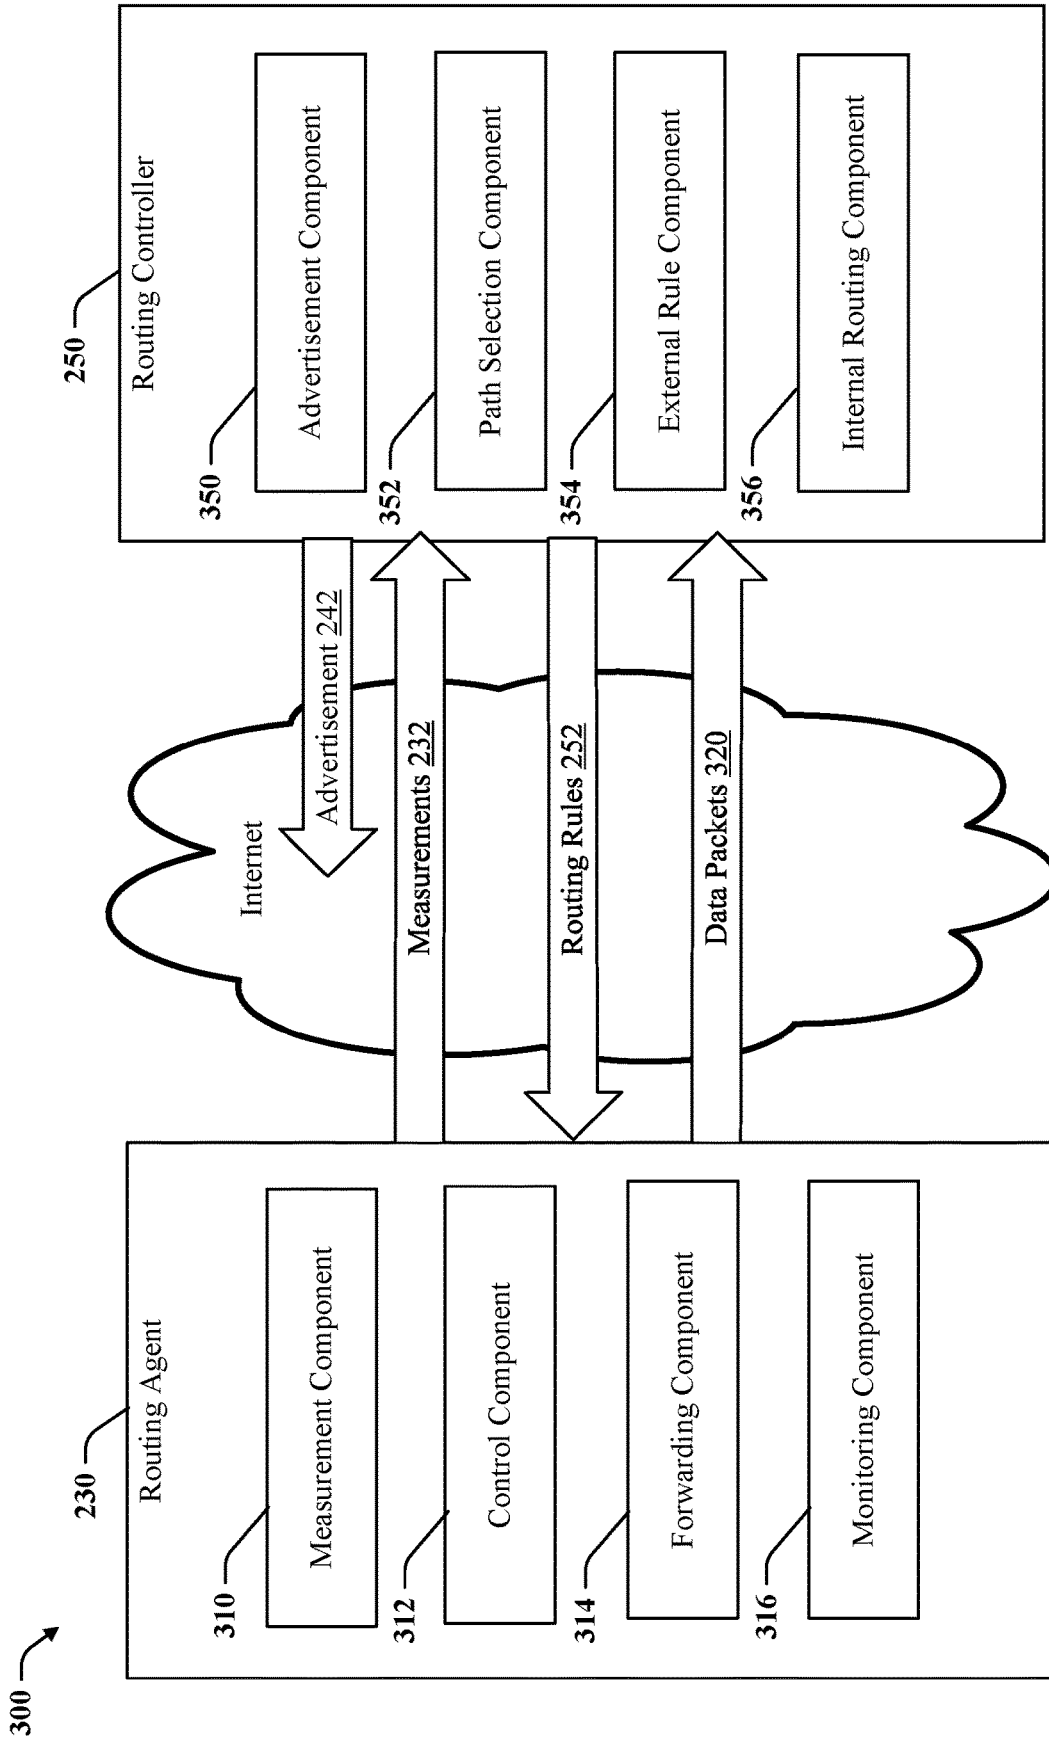 300
230
Routing Agent
310
Measurement Component
312
Control Component
314
Forwarding Component
316
Monitoring Component
Internet
Advertisement 242
Measurements 232
Routing Rules 252
Data Packets 320
250
Routing Controller
350
Advertisement Component
352
Path Selection Component
354
External Rule Component
356
Internal Routing Component